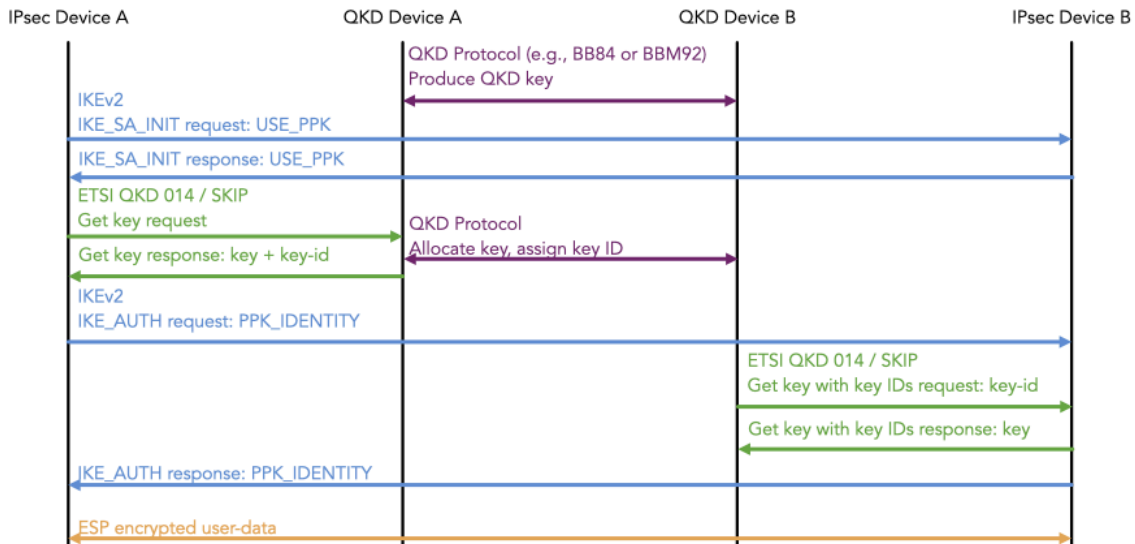 IPsec Device A
QKD Device A
QKD Device B
IPsec Device B
QKD Protocol (e.g., BB84 or BBM92)
Produce QKD key
IKEv2
IKE_SA_INIT request: USE_PPK
IKE_SA_INIT response: USE_PPK
ETSI QKD 014 / SKIP
Get key request
QKD Protocol
Allocate key, assign key ID
Get key response: key + key-id
IKEv2
IKE_AUTH request: PPK_IDENTITY
ETSI QKD 014 / SKIP
Get key with key IDs request: key-id
Get key with key IDs response: key
IKE_AUTH response: PPK_IDENTITY
ESP encrypted user-data